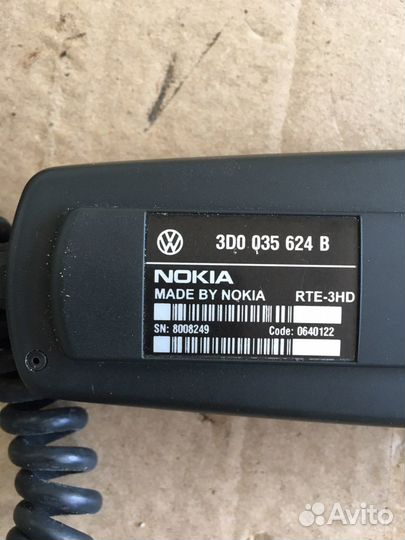 3D0 035 624 B
NOKIA
MADE BY NOKIA RTE-3HD
SN: 8008249 Code: 0640122
Avito